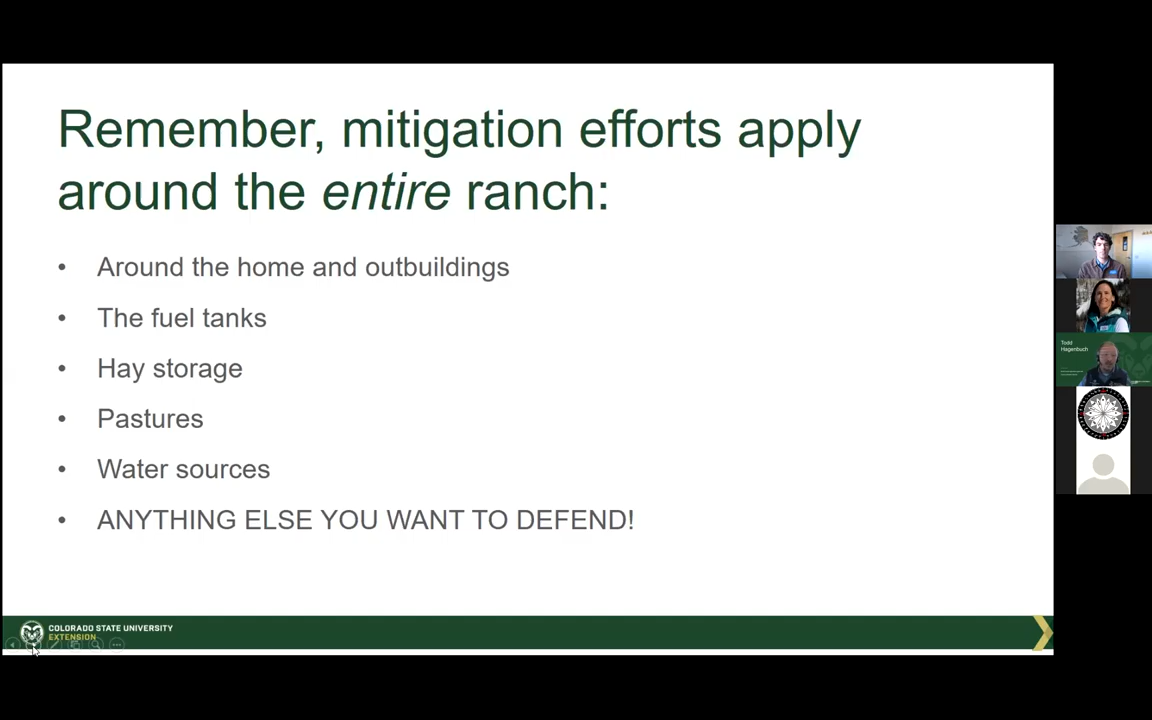 Remember, mitigation efforts apply
around the entire ranch:
• Around the home and outbuildings
• The fuel tanks
• Hay storage
• Pastures
• Water sources
• ANYTHING ELSE YOU WANT TO DEFEND!
COLORADO STATE UNIVERSITY
EXTENSION
Todd
Hagenbuch